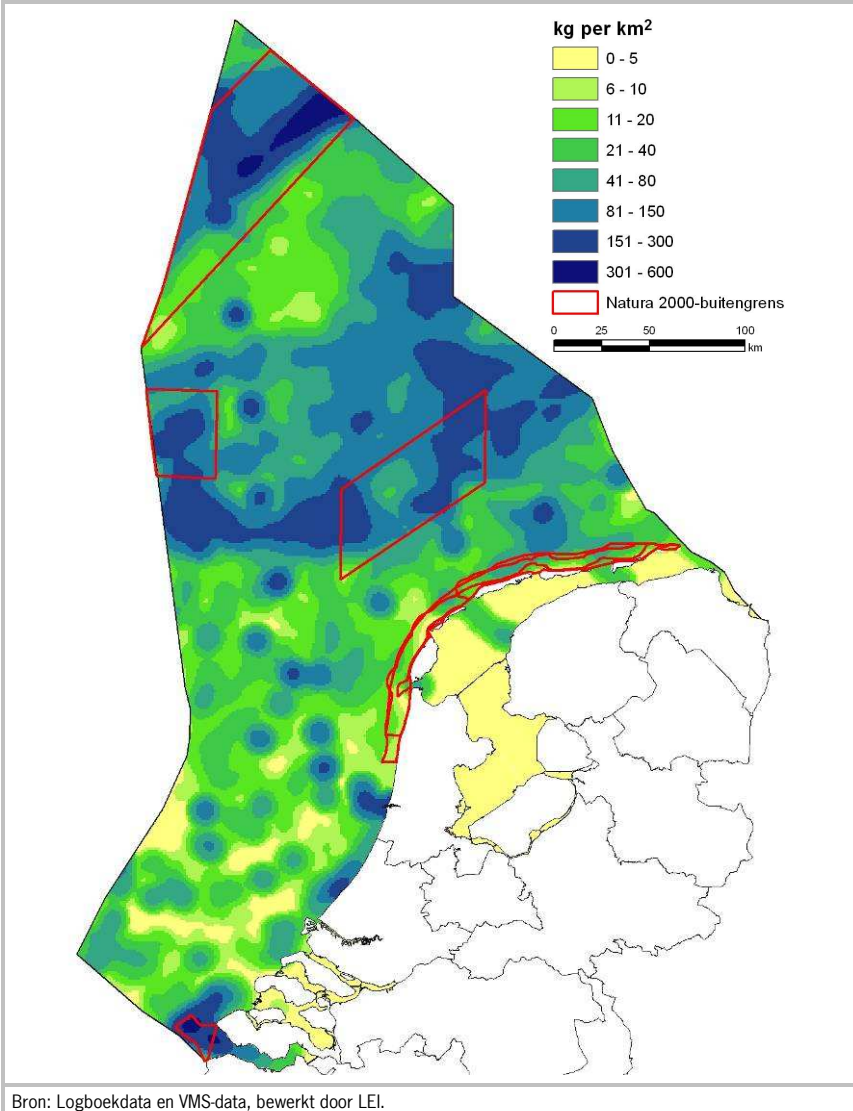 kg per km²
0 - 5
6 - 10
11 - 20
21 - 40
41 - 80
81 - 150
151 - 300
301 - 600
Natura 2000-buitengrens
0 25 50 100
km
Bron: Logboekdata en VMS-data, bewerkt door LEI.